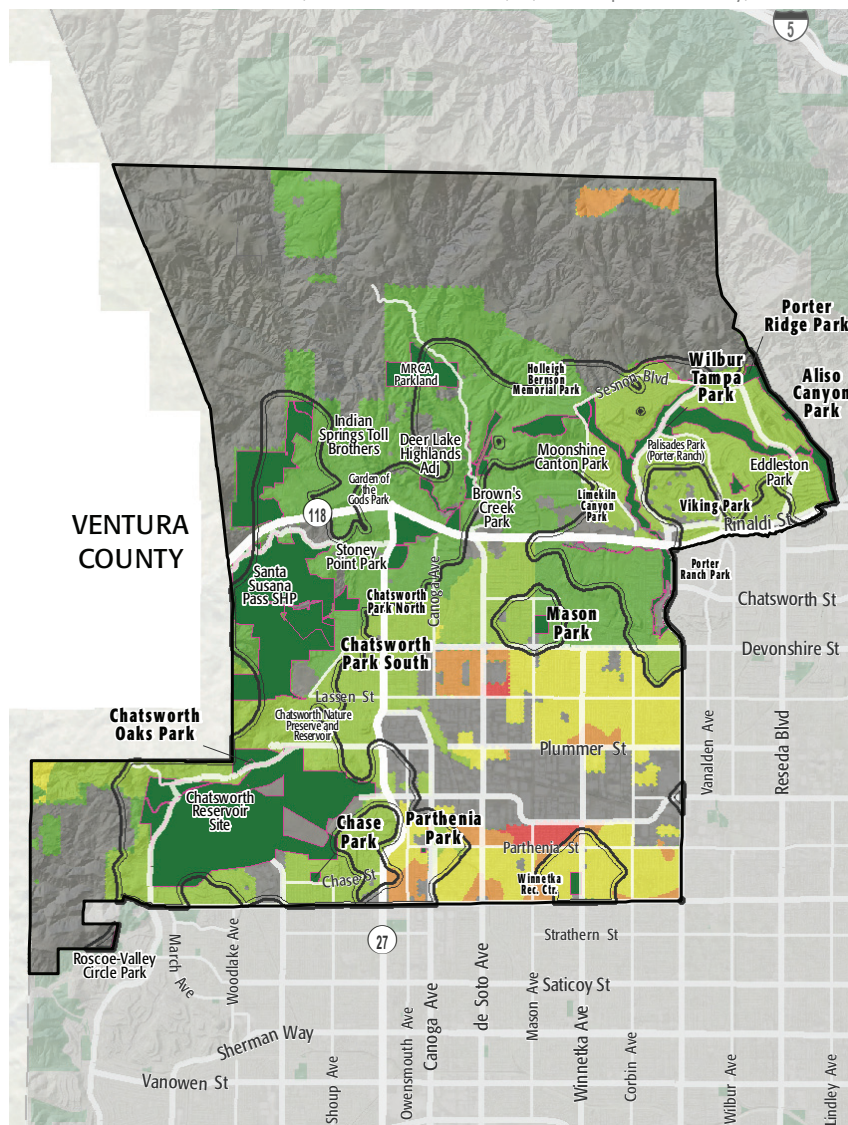 5
Porter
Ridge Park
Wilbur
Tampa
Park
Aliso
Canyon
Park
MRCA
Parkland
Holleigh
Bernson
Memorial Park
Sesnon Blvd
Indian
Springs Toll
Brothers
Deer Lake
Highlands
Adj
Moonshine
Canton Park
Palisades Park
(Porter Ranch)
Eddleston
Park
Garden of
the
Gods Park
Brown's
Creek
Park
Limekiln
Canyon
Park
Viking Park
Rinaldi St
118
VENTURA
COUNTY
Stoney
Point Park
Santa
Susana
Pass SHP
Canoga Ave
Porter
Ranch Park
Chatsworth
Park North
Chatsworth St
Mason
Park
Chatsworth
Park South
Devonshire St
Lassen St
Chatsworth Nature
Preserve and
Reservoir
Chatsworth
Oaks Park
Plummer St
Vanalden Ave
Reseda Blvd
Chatsworth
Reservoir
Site
Chase
Park
Parthenia
Park
Parthenia St
Chase St
Winnetka
Rec. Ctr.
27
Strathern St
Roscoe-Valley
Circle Park
March Ave
Woodlake Ave
Saticoy St
Sherman Way
Vanowen St
Shoup Ave
Owensmouth Ave
Canoga Ave
de Soto Ave
Mason Ave
Winnetka Ave
Corbin Ave
Wilbur Ave
Lindley Ave